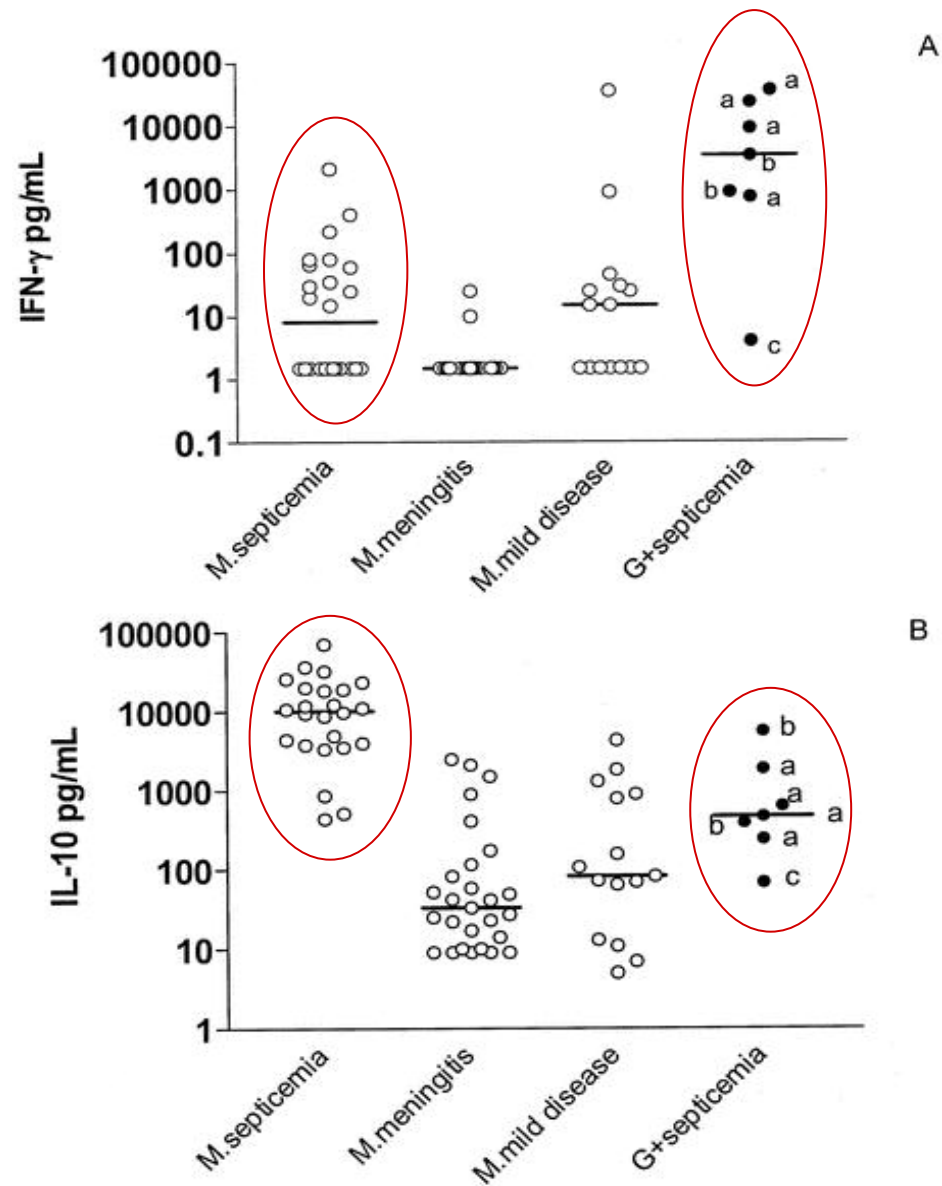 A
100000
10000
1000
100
10
1
0.1
IFN-γ pg/mL
a
a
a
b
b
a
c
M.septicemia
M.meningitis
M.mild disease
G+septicemia
B
100000
10000
1000
100
10
1
IL-10 pg/mL
b
a
a
a
b
a
c
M.septicemia
M.meningitis
M.mild disease
G+septicemia